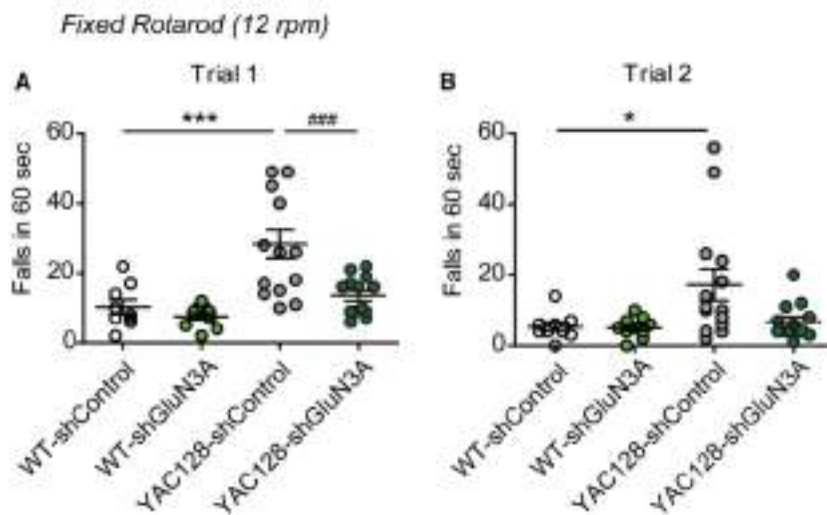 Fixed Rotarod (12 rpm)
A
Trial 1
***
###
60
40
20
0
Falls in 60 sec
WT-shControl
WT-shGluN3A
YAC128-shControl
YAC128-shGluN3A
B
Trial 2
*
60
40
20
0
Falls in 60 sec
WT-shControl
WT-shGluN3A
YAC128-shControl
YAC128-shGluN3A